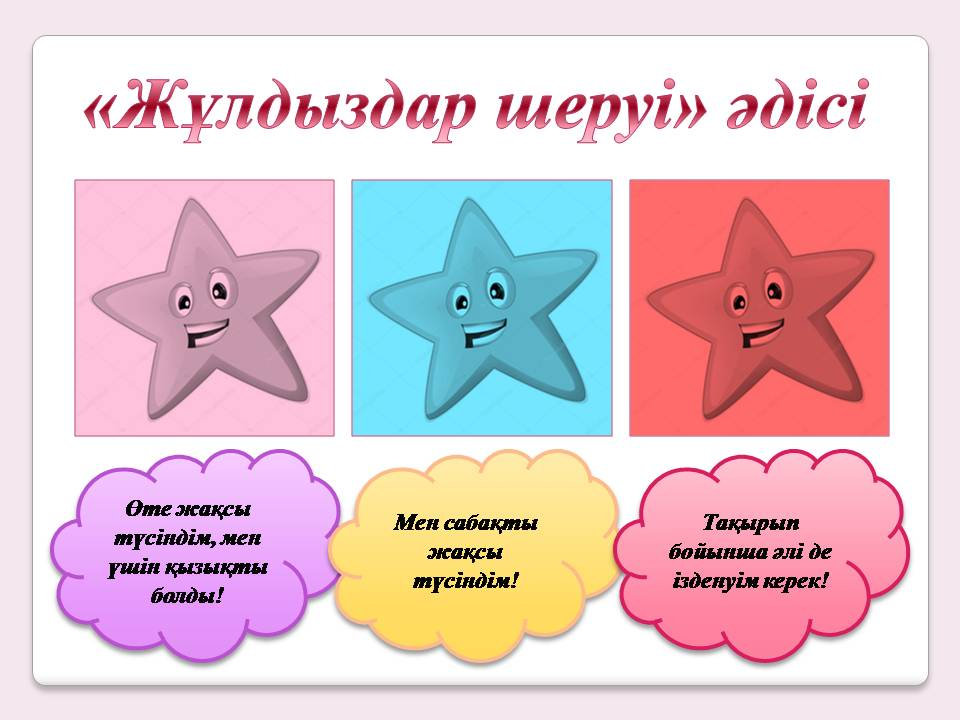 «Жұлдыздар шеруі» әдісі
Өте жақсы
түсіндім, мен
үшін қызықты
болды!
Мен сабақты
жақсы
түсіндім!
Тақырып
бойынша әлі де
ізденуім керек!